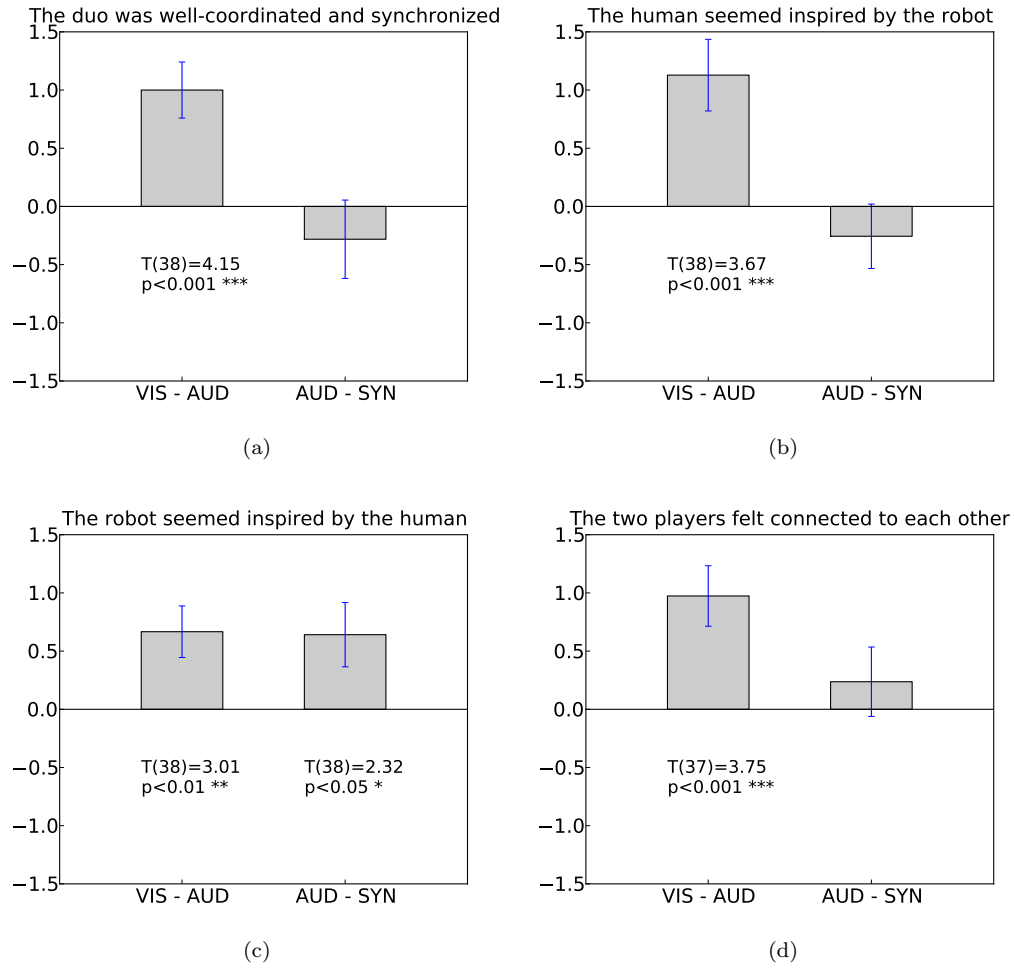 The duo was well-coordinated and synchronized
1.5
1.0
0.5
0.0
−0.5
−1.0
−1.5
T(38)=4.15
p<0.001 ***
VIS - AUD
AUD - SYN
(a)
The human seemed inspired by the robot
1.5
1.0
0.5
0.0
−0.5
−1.0
−1.5
T(38)=3.67
p<0.001 ***
VIS - AUD
AUD - SYN
(b)
The robot seemed inspired by the human
1.5
1.0
0.5
0.0
−0.5
−1.0
−1.5
T(38)=3.01
p<0.01 **
T(38)=2.32
p<0.05 *
VIS - AUD
AUD - SYN
(c)
The two players felt connected to each other
1.5
1.0
0.5
0.0
−0.5
−1.0
−1.5
T(37)=3.75
p<0.001 ***
VIS - AUD
AUD - SYN
(d)